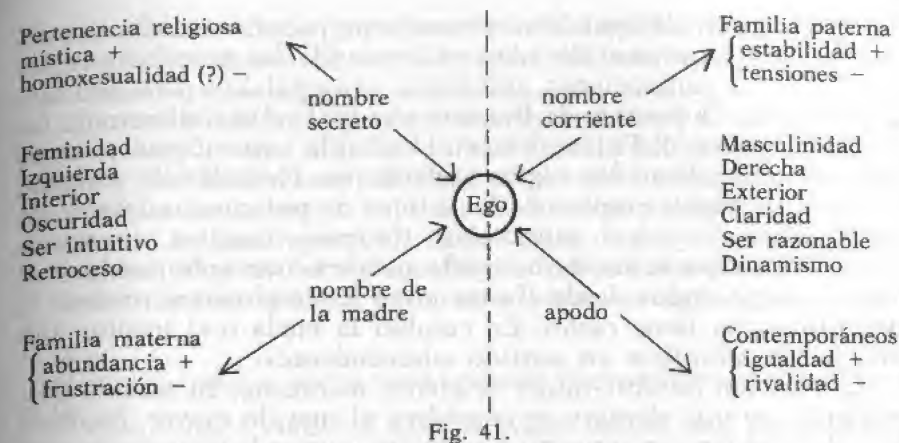 Pertenencia religiosa
mística +
homoxesualidad (?) −
nombre
secreto
Feminidad
Izquierda
Interior
Oscuridad
Ser intuitivo
Retroceso
nombre de
la madre
Familia materna
abundancia +
frustración −
Ego
Familia paterna
estabilidad +
tensiones −
nombre
corriente
Masculinidad
Derecha
Exterior
Claridad
Ser razonable
Dinamismo
apodo
Contemporáneos
igualdad +
rivalidad −
Fig. 41.